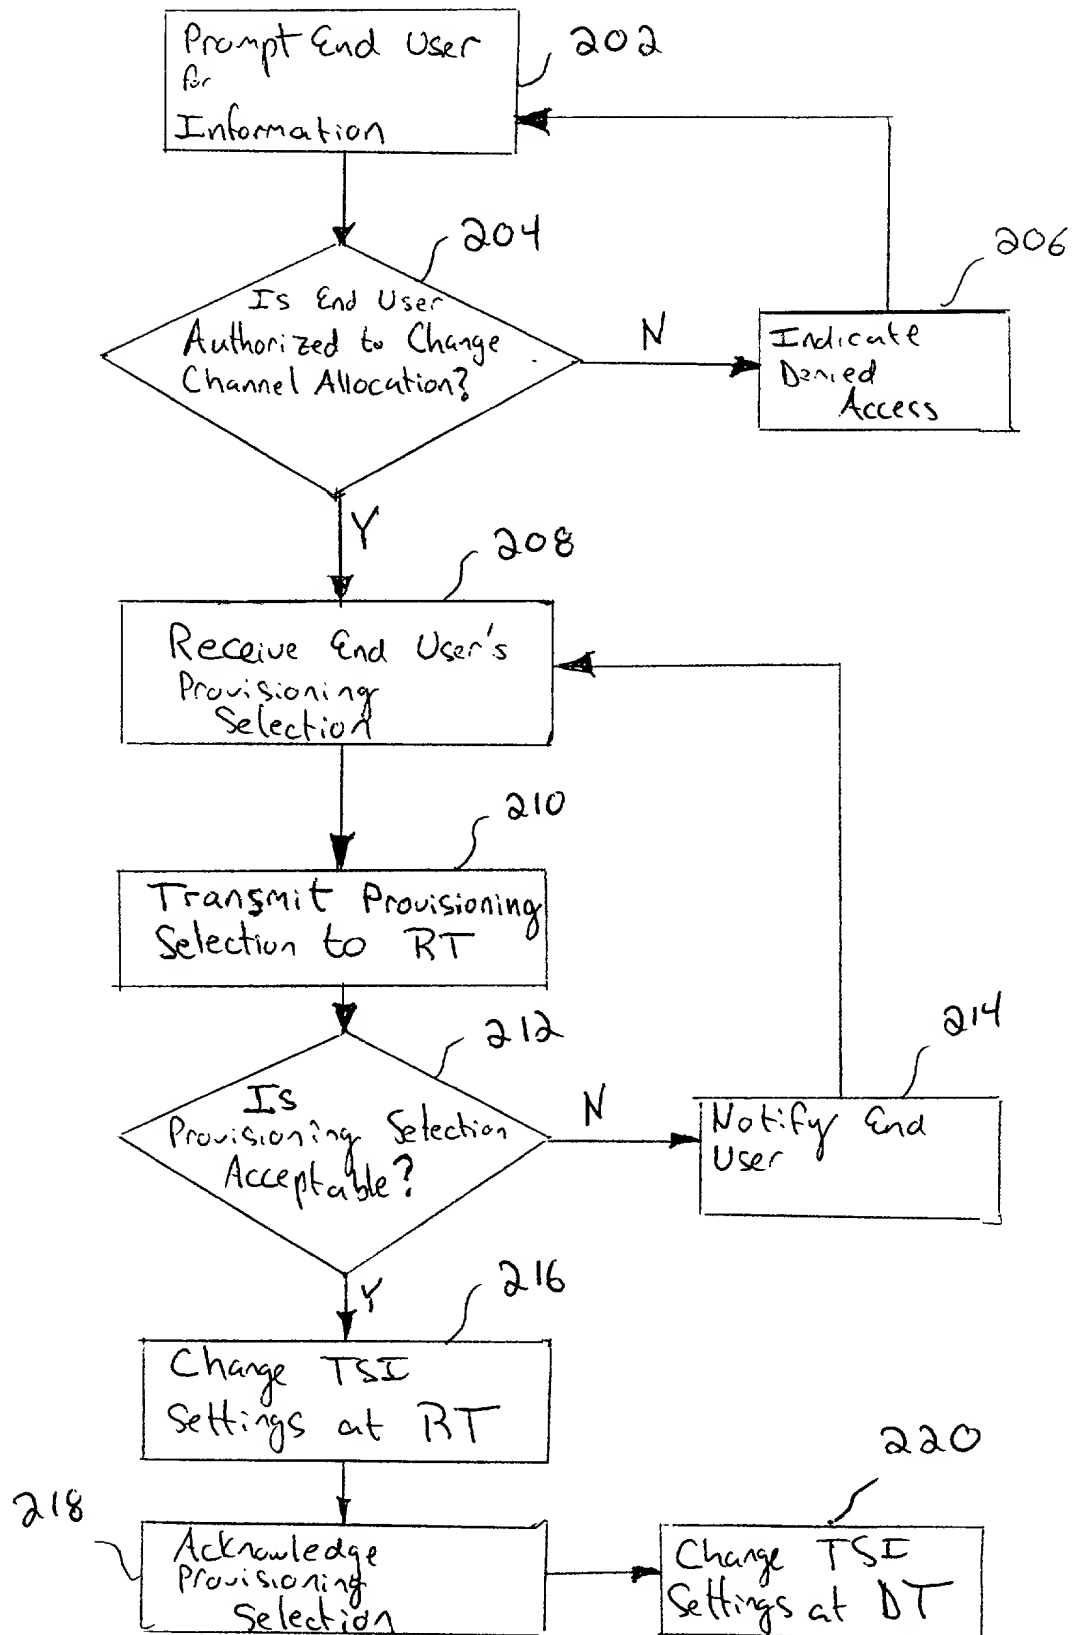 Prompt End User
for
Information
202
204
Is End User
Authorized to Change
Channel Allocation?
N
206
Indicate
Denied
Access
Y
208
Receive End User's
Provisioning
Selection
210
Transmit Provisioning
Selection to RT
212
Is
Provisioning Selection
Acceptable?
N
214
Notify End
User
Y
216
Change TSI
Settings at RT
218
Acknowledge
Provisioning
Selection
220
Change TSI
Settings at DT